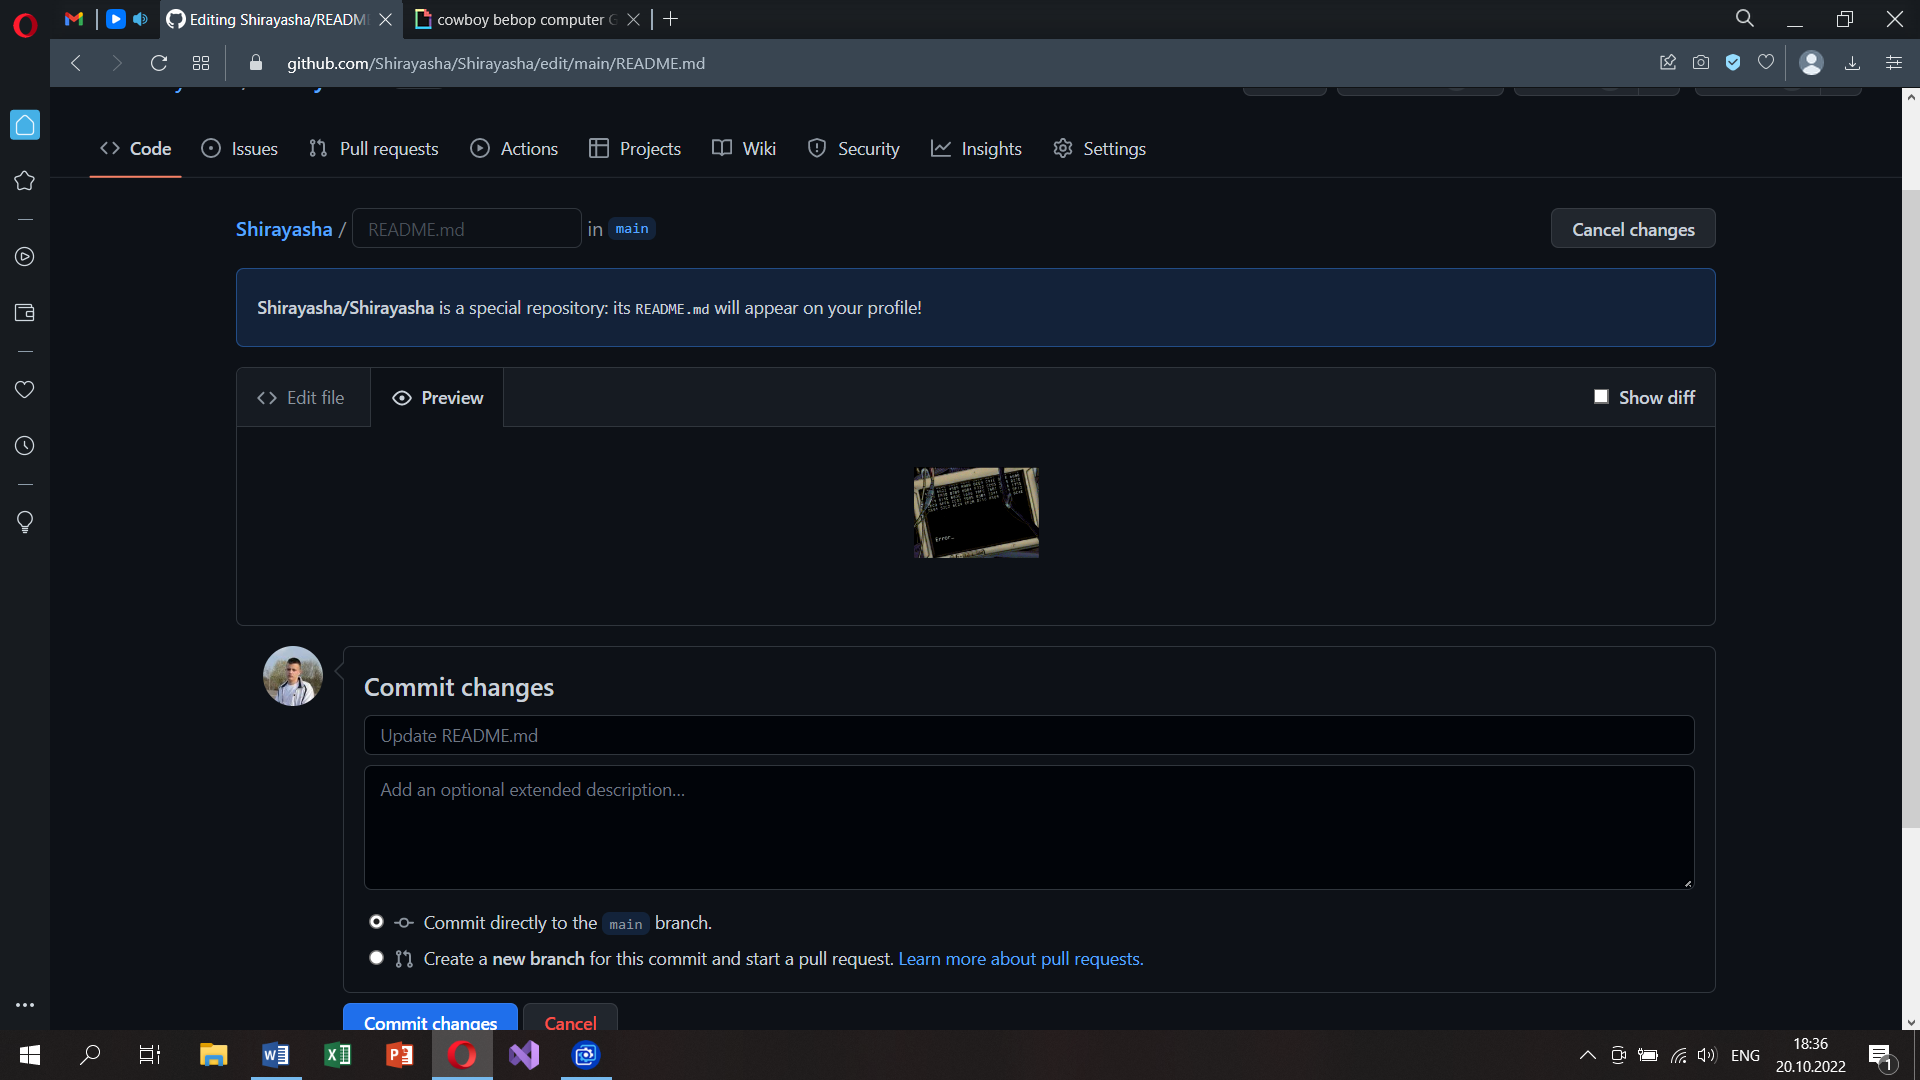 Editing Shirayasha/READM
cowboy bebop computer G
github.com/Shirayasha/Shirayasha/edit/main/README.md
Code
Issues
Pull requests
Actions
Projects
Wiki
Security
Insights
Settings
Shirayasha / README.md in main
Cancel changes
Shirayasha/Shirayasha is a special repository: its README.md will appear on your profile!
Edit file
Preview
Show diff
Error_
Commit changes
Update README.md
Add an optional extended description...
Commit directly to the main branch.
Create a new branch for this commit and start a pull request. Learn more about pull requests.
Commit changes
Cancel
ENG
18:36
20.10.2022
1